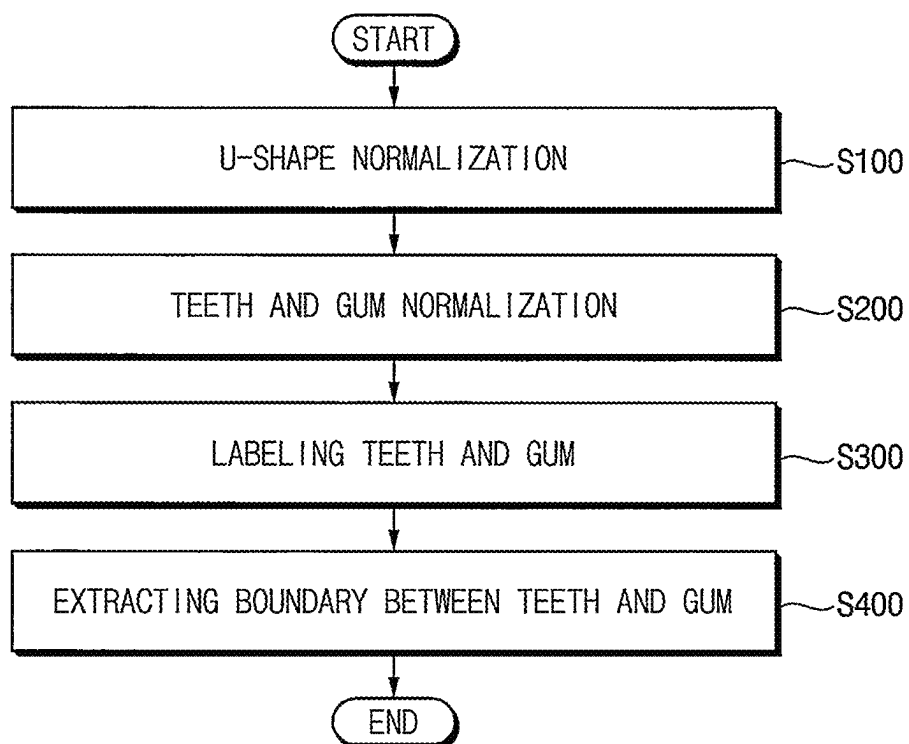 START
U-SHAPE NORMALIZATION
S100
TEETH AND GUM NORMALIZATION
S200
LABELING TEETH AND GUM
S300
EXTRACTING BOUNDARY BETWEEN TEETH AND GUM
S400
END